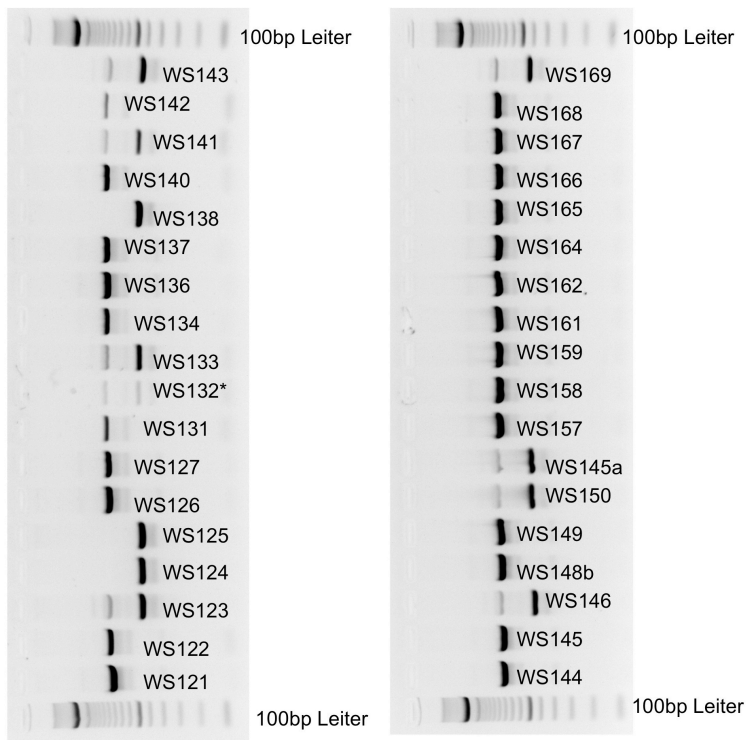 100bp Leiter
WS143
WS142
WS141
WS140
WS138
WS137
WS136
WS134
WS133
WS132*
WS131
WS127
WS126
WS125
WS124
WS123
WS122
WS121
100bp Leiter
100bp Leiter
WS169
WS168
WS167
WS166
WS165
WS164
WS162
WS161
WS159
WS158
WS157
WS145a
WS150
WS149
WS148b
WS146
WS145
WS144
100bp Leiter